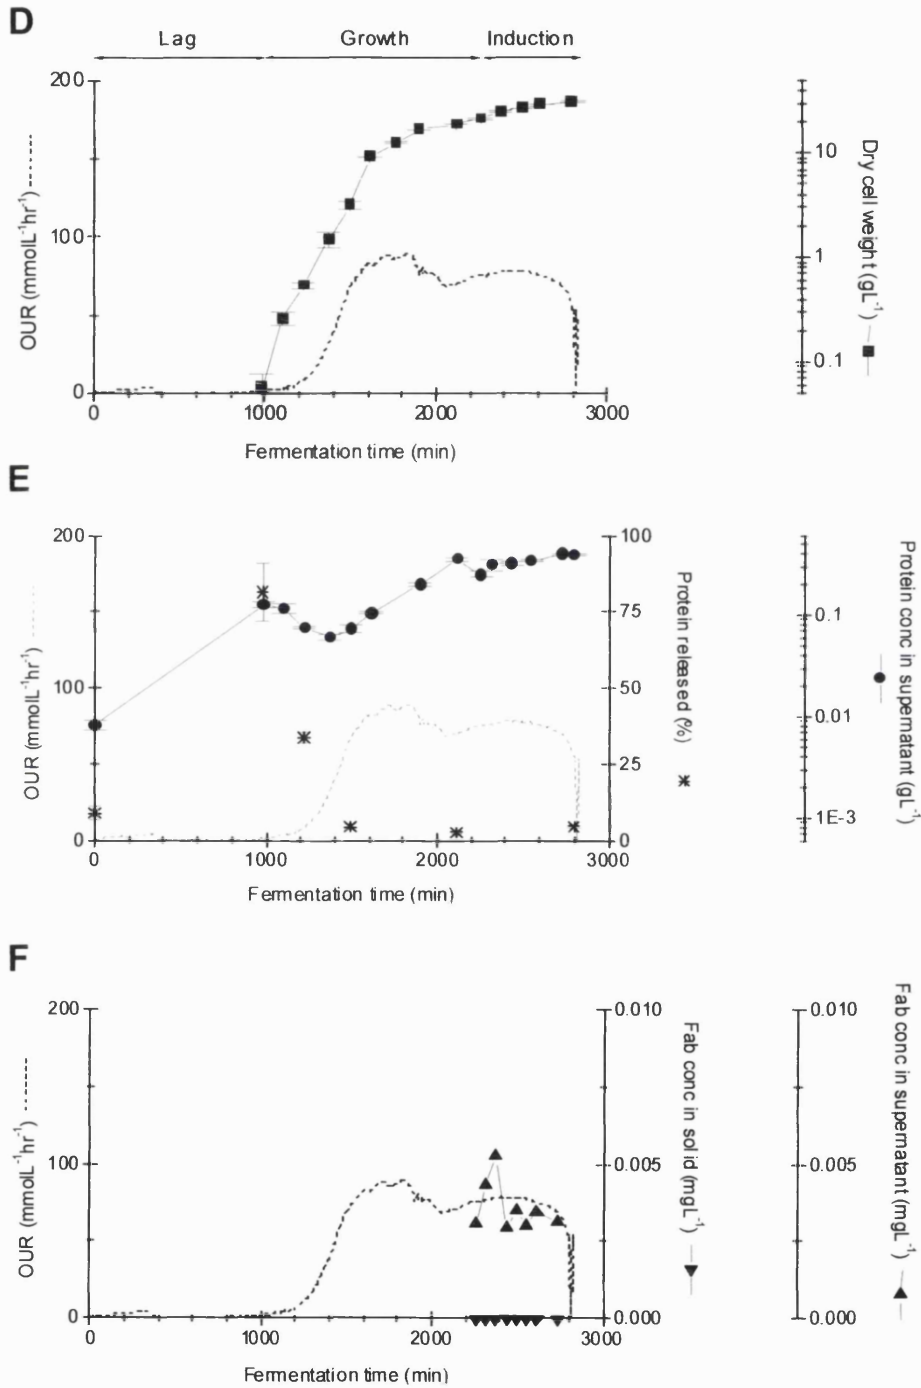 D
Lag Growth Induction
200
100
0
OUR (mmolL⁻¹hr⁻¹)
0 1000 2000 3000
Fermentation time (min)
10
1
0.1
Dry cell weight (gL⁻¹)
E
200
100
0
OUR (mmolL⁻¹hr⁻¹)
0 1000 2000 3000
Fermentation time (min)
100
75
50
25
0
Protein released (%)
0.1
0.01
1E-3
Protein conc in supernatant (gL⁻¹)
F
200
100
0
OUR (mmolL⁻¹hr⁻¹)
0 1000 2000 3000
Fermentation time (min)
0.010
0.005
0.000
Fab conc in solid (mgL⁻¹)
0.010
0.005
0.000
Fab conc in supernatant (mgL⁻¹)